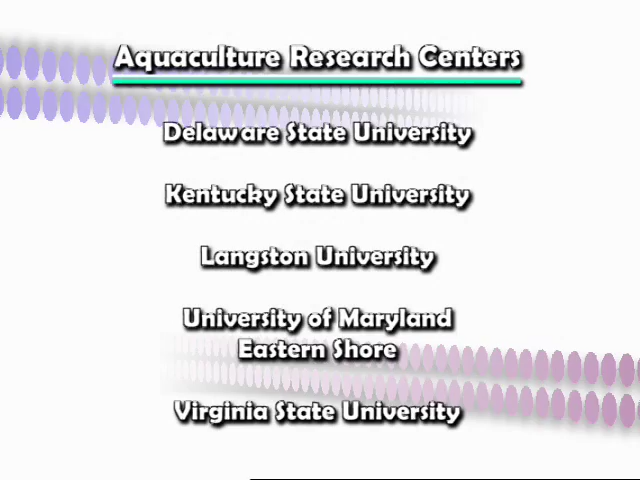 Aquaculture Research Centers
Delaware State University
Kentucky State University
Langston University
University of Maryland
Eastern Shore
Virginia State University